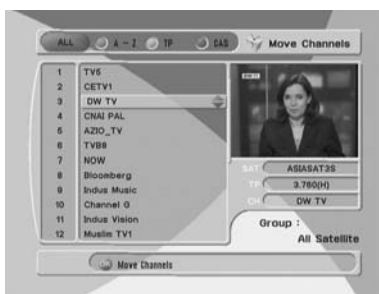 ALL A - Z TP CAS Move Channels
1 TV5
2 CETV1
3 DW TV
4 CNAI PAL
5 AZIO_TV
6 TVBB
7 NOW
8 Bloomberg
9 Indus Music
10 Channel G
11 Indus Vision
12 Muslim TV1
SAT ASIASAT3S
TP 3.760(H)
CH DW TV
Group :
All Satellite
Move Channels